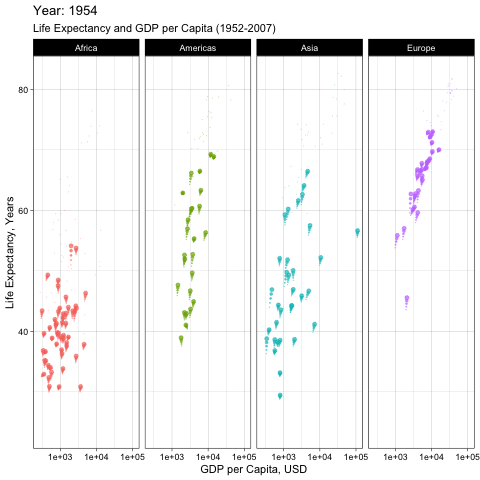 Year: 1954
Life Expectancy and GDP per Capita (1952-2007)
Africa Americas Asia Europe
80
60
40
Life Expectancy, Years
1e+03 1e+04 1e+05 1e+03 1e+04 1e+05 1e+03 1e+04 1e+05 1e+03 1e+04 1e+05
GDP per Capita, USD